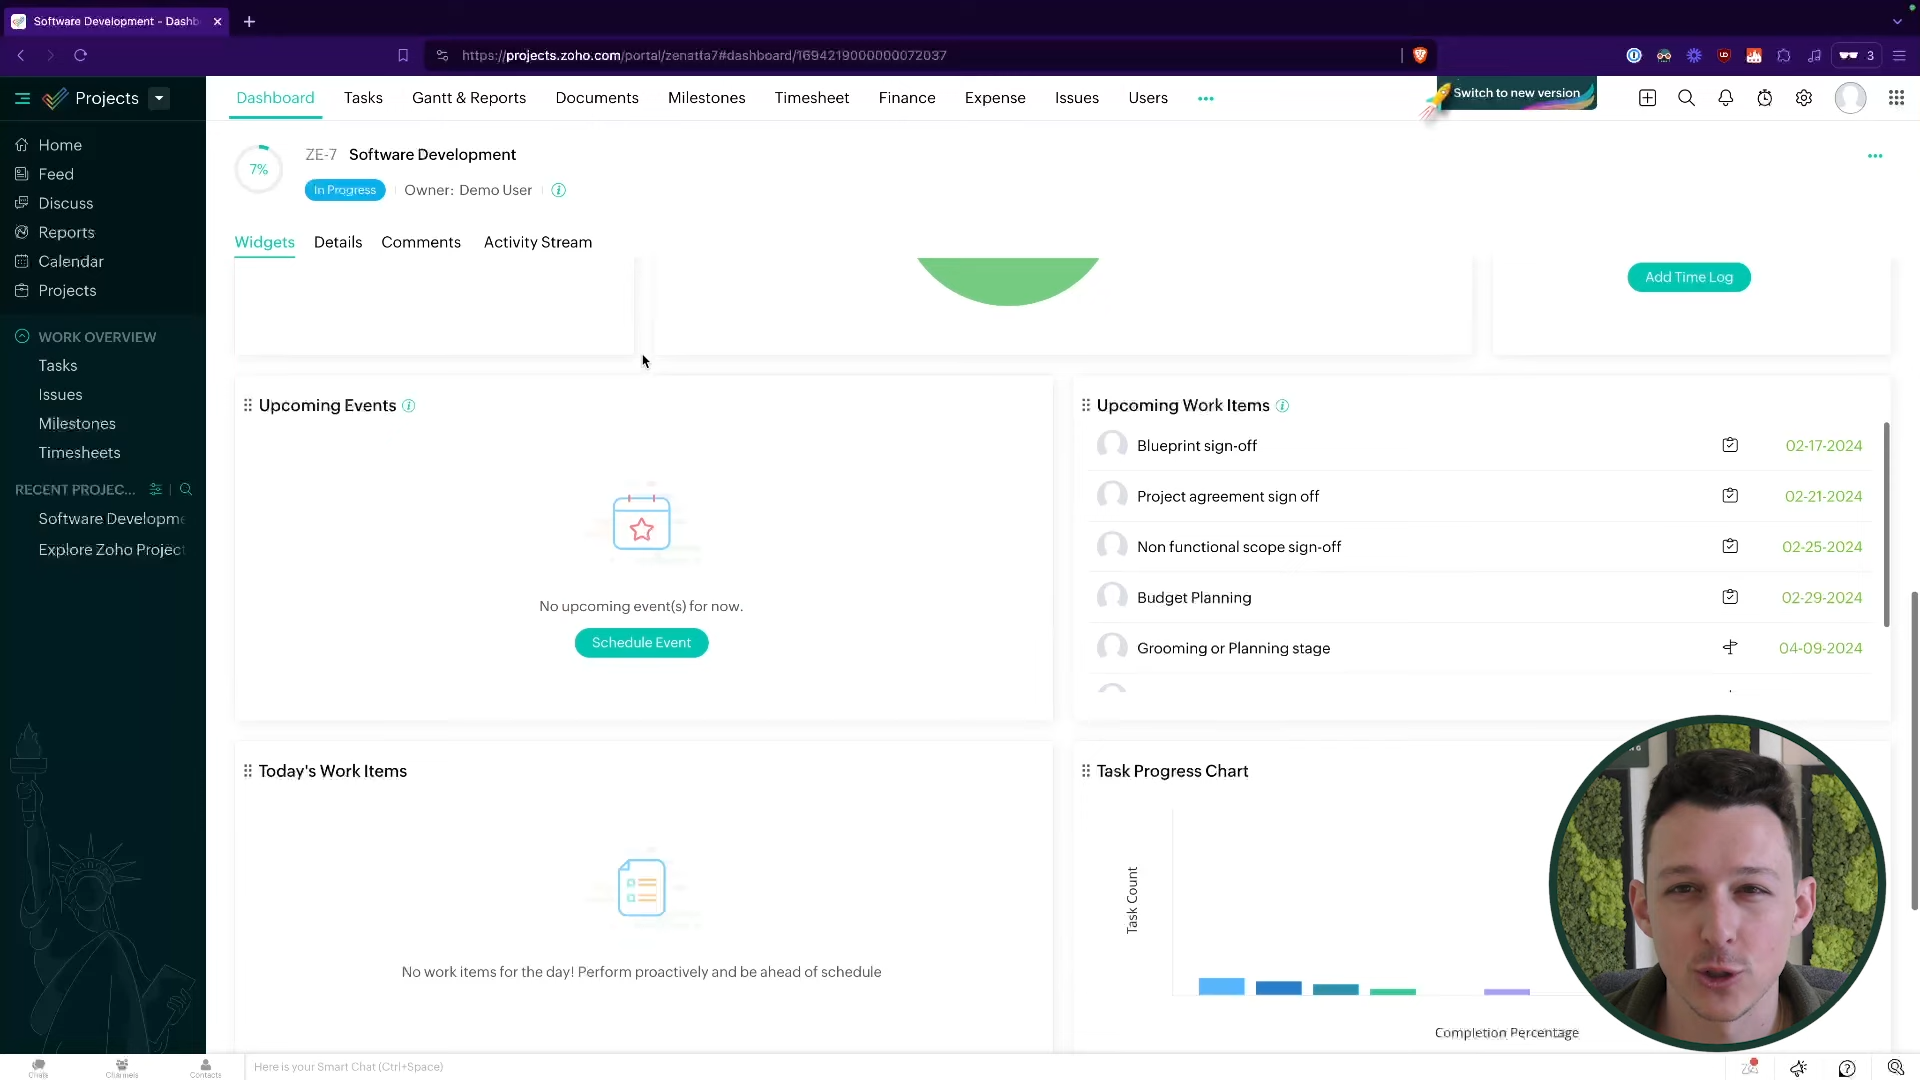 Software Development - Dashb
https://projects.zoho.com/portal/zenatta7#dashboard/1694219000000072037
3
Projects
Dashboard
Tasks
Gantt & Reports
Documents
Milestones
Timesheet
Finance
Expense
Issues
Users
Switch to new version
Home
Feed
Discuss
Reports
Calendar
Projects
WORK OVERVIEW
Tasks
Issues
Milestones
Timesheets
RECENT PROJEC...
Software Developme
Explore Zoho Project
7%
ZE-7 Software Development
In Progress
Owner: Demo User
Widgets
Details
Comments
Activity Stream
Add Time Log
Upcoming Events
No upcoming event(s) for now.
Schedule Event
Upcoming Work Items
Blueprint sign-off 02-17-2024
Project agreement sign off 02-21-2024
Non functional scope sign-off 02-25-2024
Budget Planning 02-29-2024
Grooming or Planning stage 04-09-2024
Today's Work Items
No work items for the day! Perform proactively and be ahead of schedule
Task Progress Chart
Task Count
Completion Percentage
Chats
Channels
Contacts
Here is your Smart Chat (Ctrl+Space)